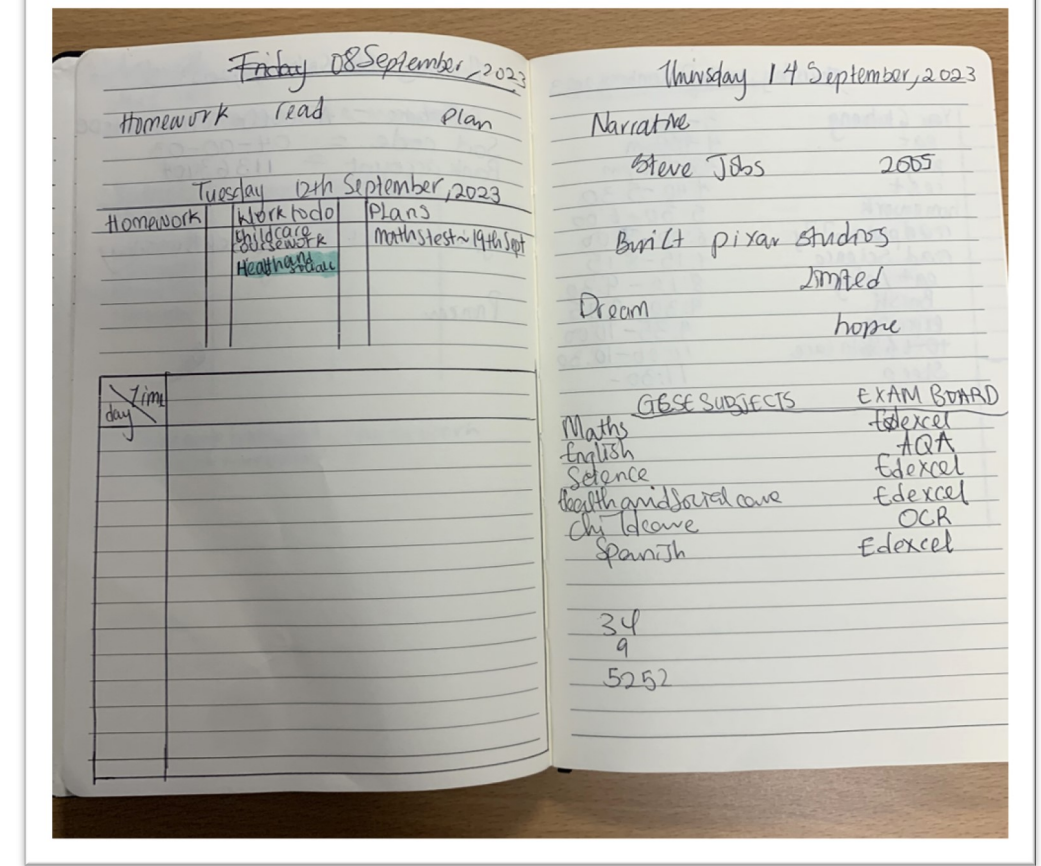 Friday 08 September, 2023
Homework read Plan
Tuesday 12th September, 2023
Homework Work to do Plans
Childcare Maths test ~ 19th Sept
coursework
Health and
social
Time
day
Thursday 14 September, 2023
Narrative
Steve Jobs 2005
Built pixar studios
limited
Dream
hope
GCSE SUBJECTS EXAM BOARD
Maths Edexcel
English AQA
Science Edexcel
Health and Social care Edexcel
Childcare OCR
Spanish Edexcel
34
9
5252